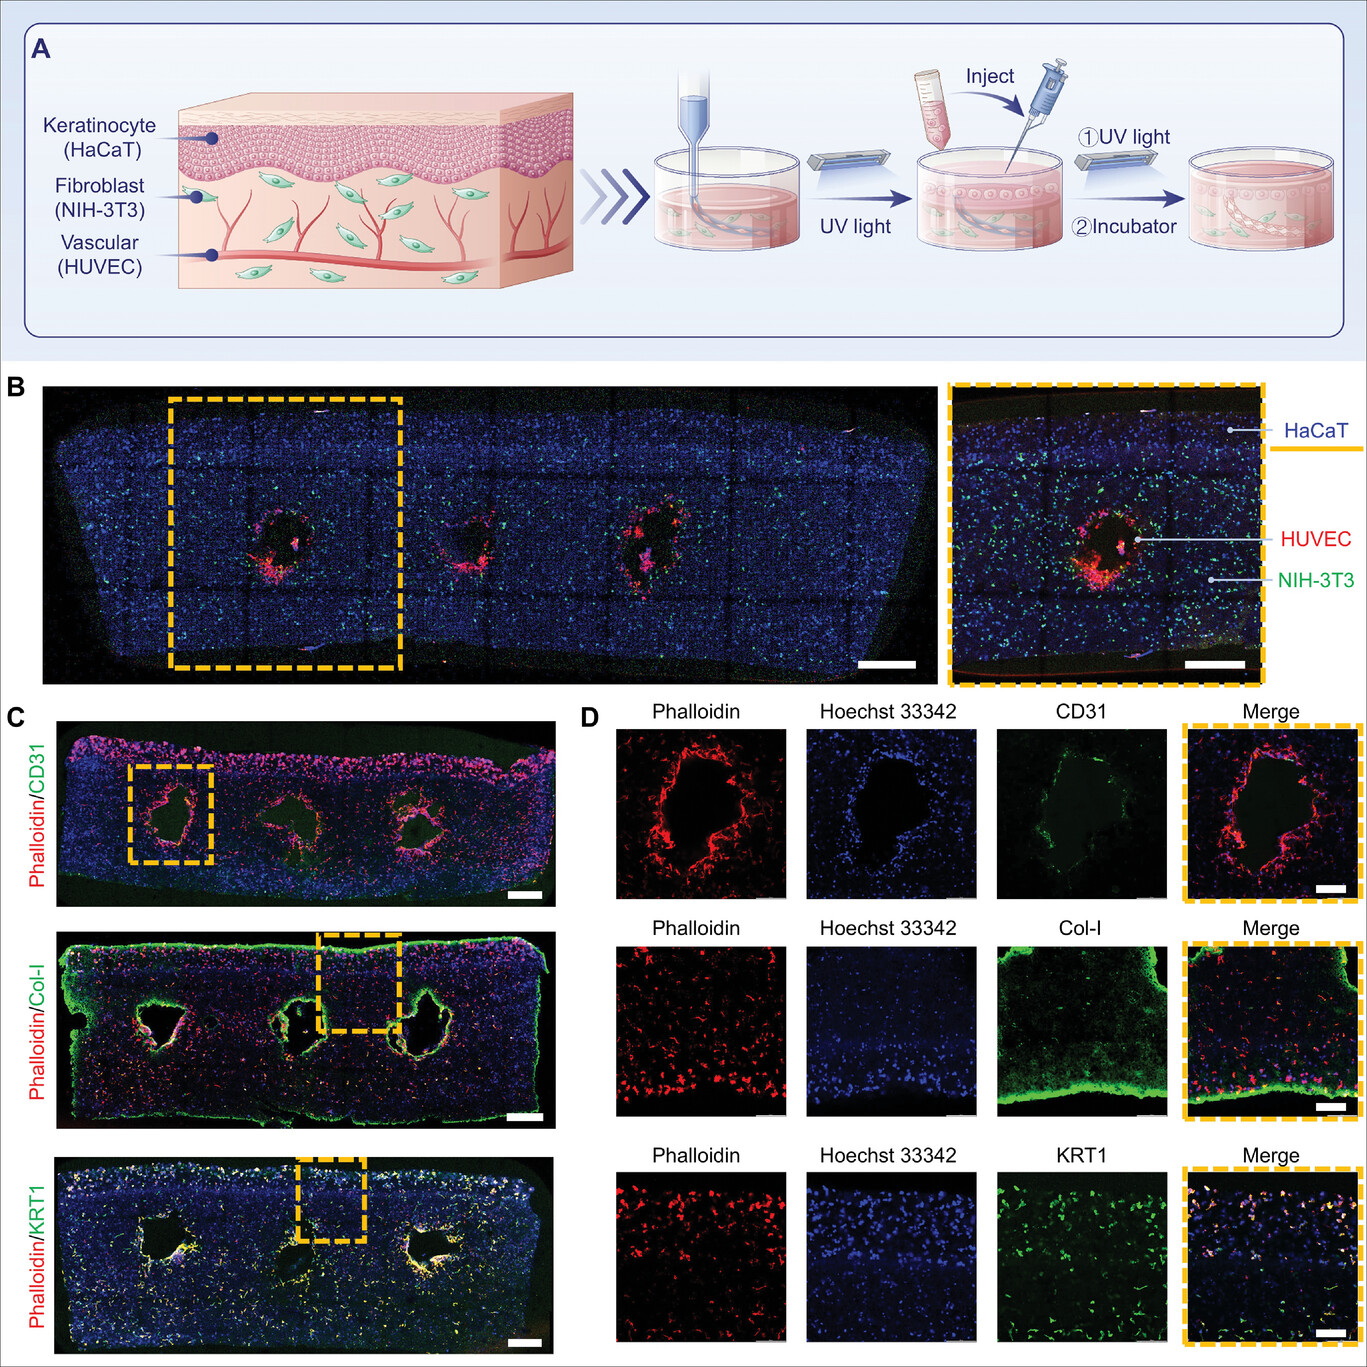 A
Keratinocyte
(HaCaT)
Fibroblast
(NIH-3T3)
Vascular
(HUVEC)
UV light
Inject
①UV light
②Incubator
B
HaCaT
HUVEC
NIH-3T3
C
Phalloidin/CD31
Phalloidin/Col-I
Phalloidin/KRT1
D
Phalloidin Hoechst 33342 CD31 Merge
Phalloidin Hoechst 33342 Col-I Merge
Phalloidin Hoechst 33342 KRT1 Merge